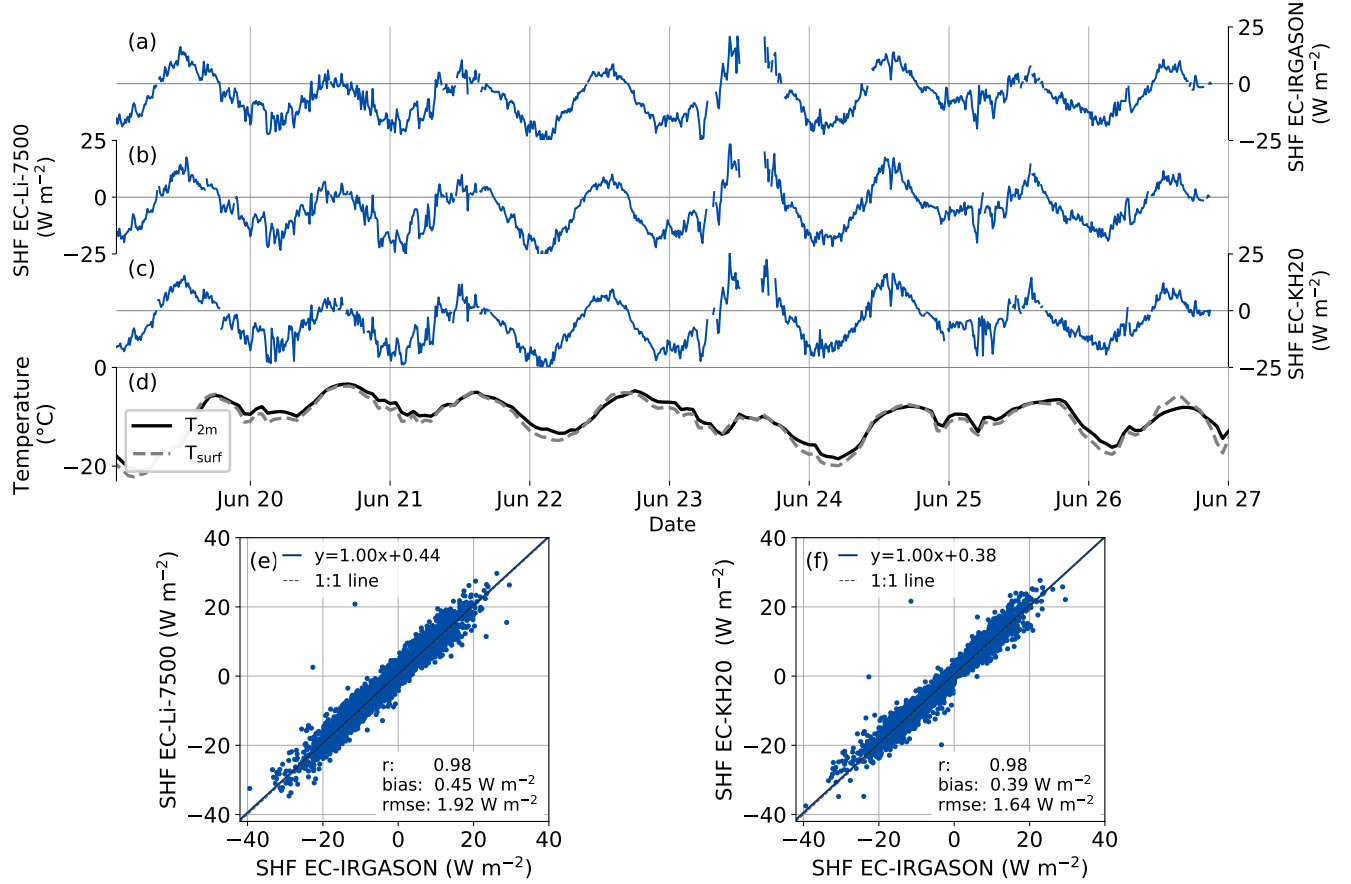 (a)
25
0
−25
SHF EC-IRGASON
(W m⁻²)
SHF EC-Li-7500
(W m⁻²)
25
0
−25
(b)
(c)
25
0
−25
SHF EC-KH20
(W m⁻²)
Temperature
(°C)
0
−20
(d)
T2m
Tsurf
Jun 20 Jun 21 Jun 22 Jun 23 Jun 24 Jun 25 Jun 26 Jun 27
Date
SHF EC-Li-7500 (W m⁻²)
40
20
0
−20
−40
(e)
y=1.00x+0.44
1:1 line
r: 0.98
bias: 0.45 W m⁻²
rmse: 1.92 W m⁻²
−40 −20 0 20 40
SHF EC-IRGASON (W m⁻²)
SHF EC-KH20 (W m⁻²)
40
20
0
−20
−40
(f)
y=1.00x+0.38
1:1 line
r: 0.98
bias: 0.39 W m⁻²
rmse: 1.64 W m⁻²
−40 −20 0 20 40
SHF EC-IRGASON (W m⁻²)